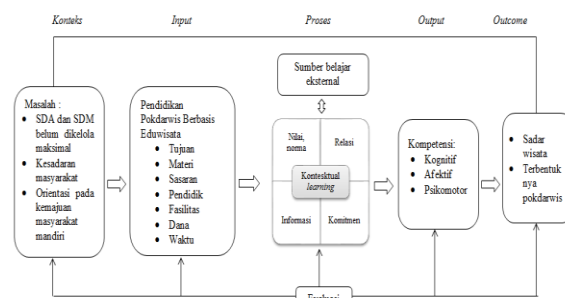 Konteks
Input
Proses
Output
Outcome
Masalah :
SDA dan SDM
belum dikelola
maksimal
Kesadaran
masyarakat
Orientasi pada
kemajuan
masyarakat
mandiri
Pendidikan
Pokdarwis Berbasis
Eduwisata
Tujuan
Materi
Sasaran
Pendidik
Fasilitas
Dana
Waktu
Sumber belajar
eksternal
Nilai,
norma
Relasi
Kontesktual
learning
Informasi
Komitmen
Kompetensi:
Kognitif
Afektif
Psikomotor
Sadar
wisata
Terbentuk
nya
pokdarwis
Evaluasi